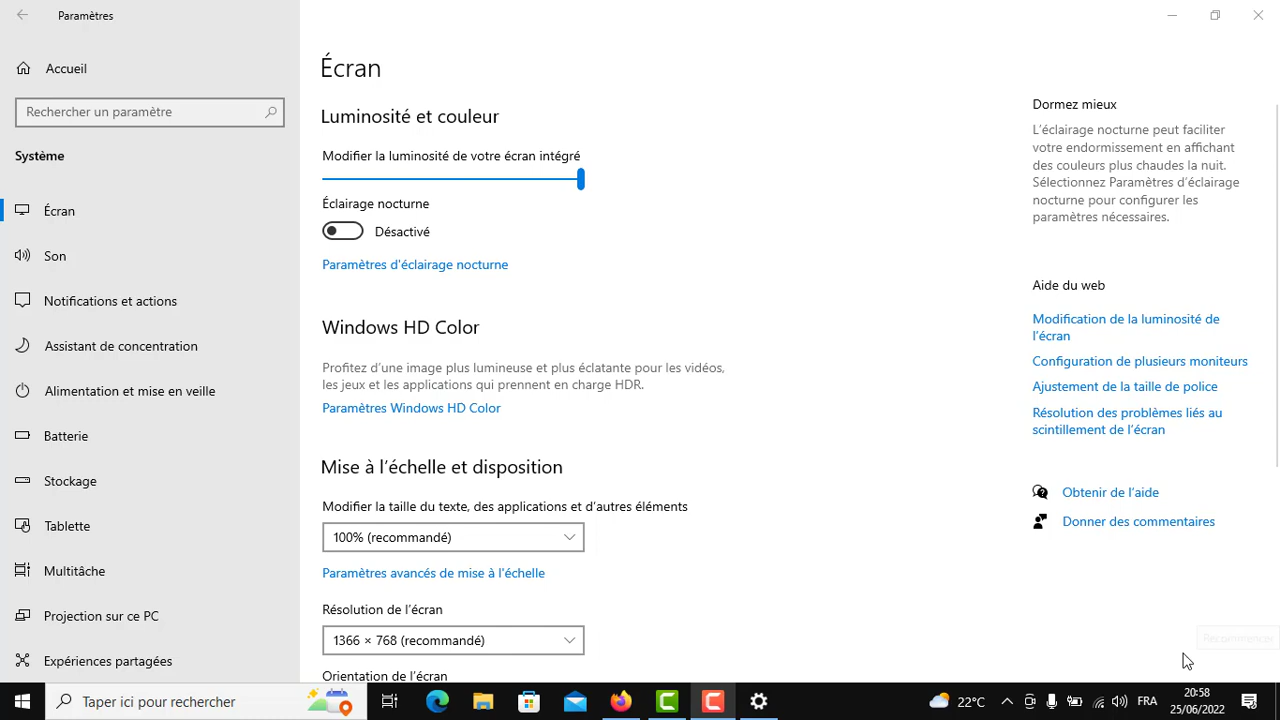 Paramètres
Accueil
Rechercher un paramètre
Système
Écran
Son
Notifications et actions
Assistant de concentration
Alimentation et mise en veille
Batterie
Stockage
Tablette
Multitâche
Projection sur ce PC
Expériences partagées
Écran
Luminosité et couleur
Modifier la luminosité de votre écran intégré
Éclairage nocturne
Désactivé
Paramètres d'éclairage nocturne
Windows HD Color
Profitez d’une image plus lumineuse et plus éclatante pour les vidéos,
les jeux et les applications qui prennent en charge HDR.
Paramètres Windows HD Color
Mise à l’échelle et disposition
Modifier la taille du texte, des applications et d’autres éléments
100% (recommandé)
Paramètres avancés de mise à l'échelle
Résolution de l’écran
1366 × 768 (recommandé)
Orientation de l’écran
Dormez mieux
L’éclairage nocturne peut faciliter
votre endormissement en affichant
des couleurs plus chaudes la nuit.
Sélectionnez Paramètres d’éclairage
nocturne pour configurer les
paramètres nécessaires.
Aide du web
Modification de la luminosité de
l’écran
Configuration de plusieurs moniteurs
Ajustement de la taille de police
Résolution des problèmes liés au
scintillement de l’écran
Obtenir de l’aide
Donner des commentaires
Recommencer
Taper ici pour rechercher
22°C
FRA
20:58
25/06/2022